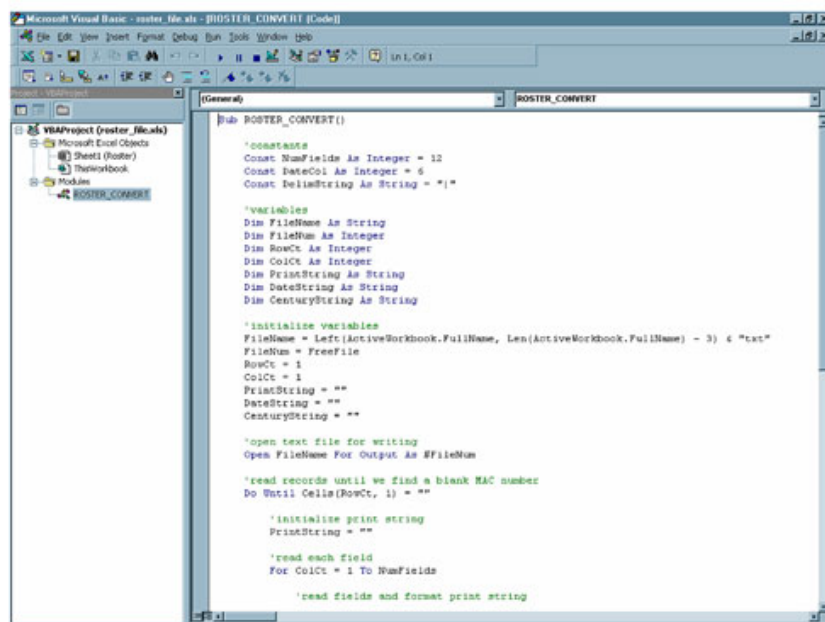 Microsoft Visual Basic - roster_file.xls - [ROSTER_CONVERT (Code)]
File Edit View Insert Format Debug Run Tools Window Help
Ln 1, Col 1
Project - VBAProject
(General)
ROSTER_CONVERT
VBAProject (roster_file.xls)
Microsoft Excel Objects
Sheet1 (Roster)
ThisWorkbook
Modules
ROSTER_CONVERT
Sub ROSTER_CONVERT()
'constants
Const NumFields As Integer = 12
Const DateCol As Integer = 6
Const DelimString As String = "|"
'variables
Dim FileName As String
Dim FileNum As Integer
Dim RowCt As Integer
Dim ColCt As Integer
Dim PrintString As String
Dim DateString As String
Dim CenturyString As String
'initialize variables
FileName = Left(ActiveWorkbook.FullName, Len(ActiveWorkbook.FullName) - 3) & "txt"
FileNum = FreeFile
RowCt = 1
ColCt = 1
PrintString = ""
DateString = ""
CenturyString = ""
'open text file for writing
Open FileName For Output As #FileNum
'read records until we find a blank MAC number
Do Until Cells(RowCt, 1) = ""
'initialize print string
PrintString = ""
'read each field
For ColCt = 1 To NumFields
'read fields and format print string